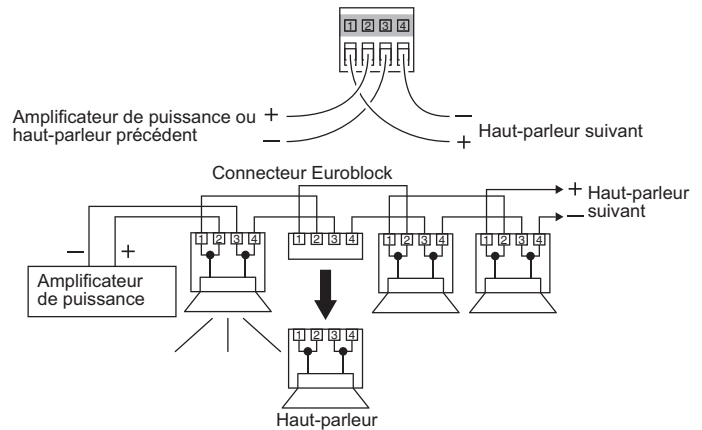 1 2 3 4
Amplificateur de puissance ou
haut-parleur précédent
+
–
–
+
Haut-parleur suivant
Connecteur Euroblock
+
–
Haut-parleur
suivant
1 2 3 4
1 2 3 4
1 2 3 4
1 2 3 4
– +
Amplificateur
de puissance
1 2 3 4
Haut-parleur